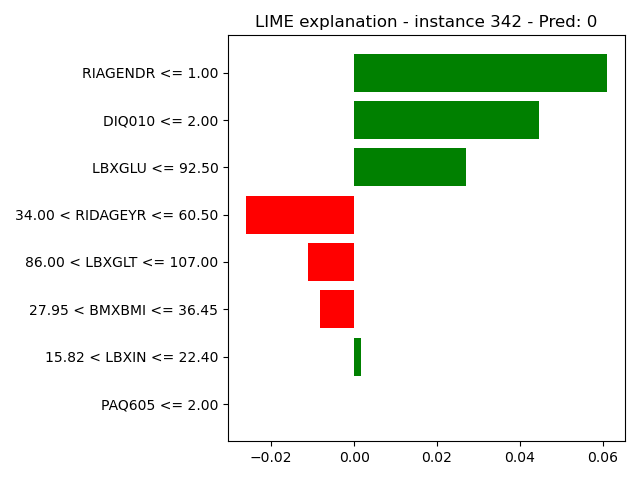 LIME explanation - instance 342 - Pred: 0
RIAGENDR <= 1.00
DIQ010 <= 2.00
LBXGLU <= 92.50
34.00 < RIDAGEYR <= 60.50
86.00 < LBXGLT <= 107.00
27.95 < BMXBMI <= 36.45
15.82 < LBXIN <= 22.40
PAQ605 <= 2.00
−0.02 0.00 0.02 0.04 0.06